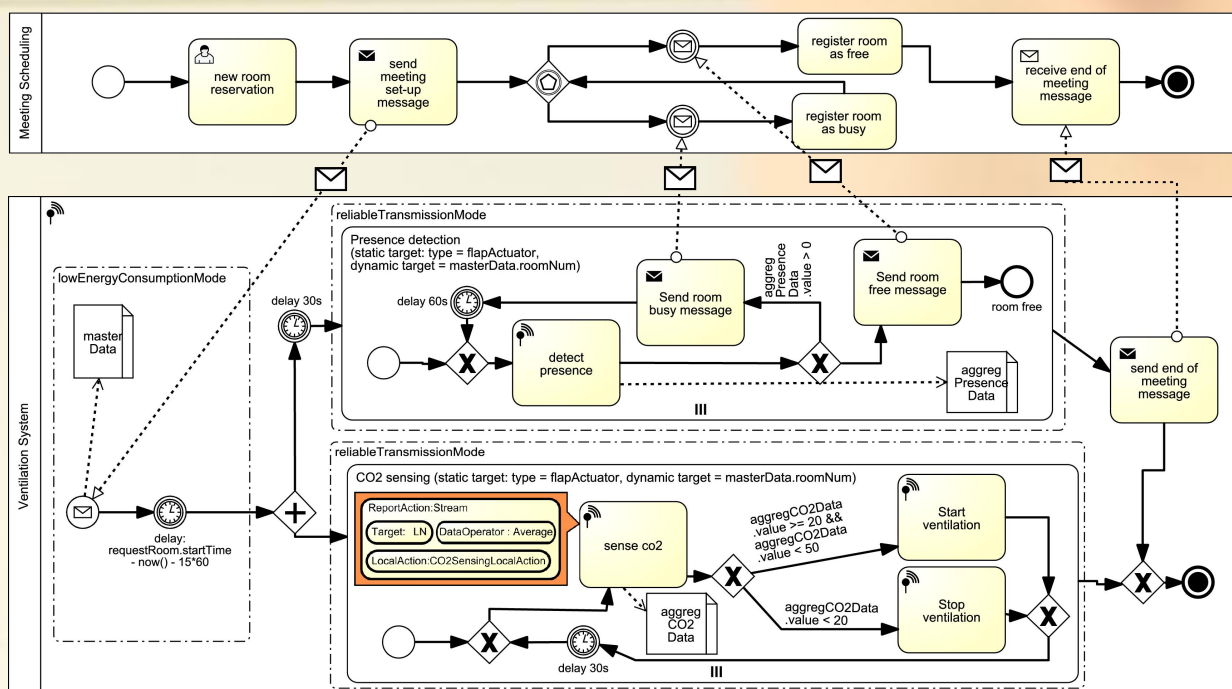 Meeting Scheduling
new room
reservation
send
meeting
set-up
message
register room
as free
register room
as busy
receive end of
meeting
message
Ventilation System
lowEnergyConsumptionMode
master
Data
delay:
requestRoom.startTime
- now() - 15*60
delay 30s
reliableTransmissionMode
Presence detection
(static target: type = flapActuator,
dynamic target = masterData.roomNum)
delay 60s
detect
presence
Send room
busy message
aggreg
Presence
Data
.value > 0
Send room
free message
room free
aggreg
Presence
Data
III
send end of
meeting
message
reliableTransmissionMode
CO2 sensing (static target: type = flapActuator, dynamic target = masterData.roomNum)
ReportAction:Stream
Target: LN
DataOperator : Average
LocalAction:CO2SensingLocalAction
sense co2
aggreg
CO2
Data
aggregCO2Data
.value >= 20 &&
aggregCO2Data
.value < 50
aggregCO2Data
.value < 20
Start
ventilation
Stop
ventilation
delay 30s
III